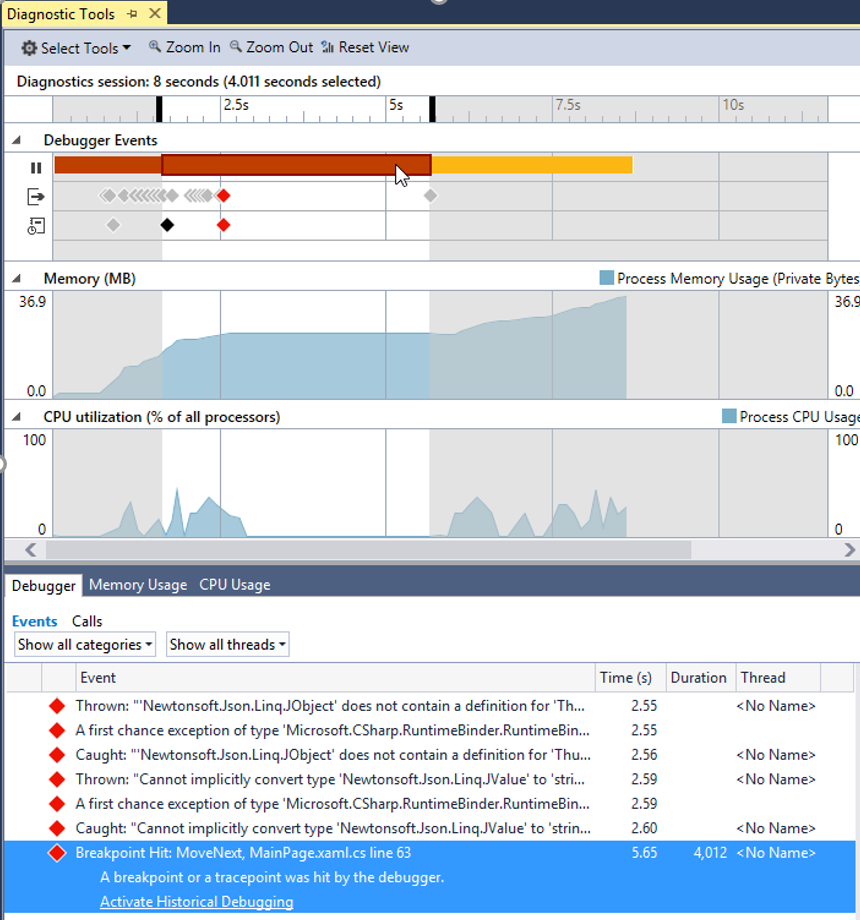 Diagnostic Tools
Select Tools Zoom In Zoom Out Reset View
Diagnostics session: 8 seconds (4.011 seconds selected)
2.5s 5s 7.5s 10s
Debugger Events
Memory (MB) Process Memory Usage (Private Bytes
36.9 36.9
0.0 0.0
CPU utilization (% of all processors) Process CPU Usage
100 100
0 0
Debugger Memory Usage CPU Usage
Events Calls
Show all categories Show all threads
Event Time (s) Duration Thread
Thrown: "'Newtonsoft.Json.Linq.JObject' does not contain a definition for 'Th... 2.55 <No Name>
A first chance exception of type 'Microsoft.CSharp.RuntimeBinder.RuntimeBin... 2.55
Caught: "'Newtonsoft.Json.Linq.JObject' does not contain a definition for 'Thu... 2.56 <No Name>
Thrown: "Cannot implicitly convert type 'Newtonsoft.Json.Linq.JValue' to 'stri... 2.59 <No Name>
A first chance exception of type 'Microsoft.CSharp.RuntimeBinder.RuntimeBin... 2.59
Caught: "Cannot implicitly convert type 'Newtonsoft.Json.Linq.JValue' to 'strin... 2.60 <No Name>
Breakpoint Hit: MoveNext, MainPage.xaml.cs line 63 5.65 4,012 <No Name>
A breakpoint or a tracepoint was hit by the debugger.
Activate Historical Debugging